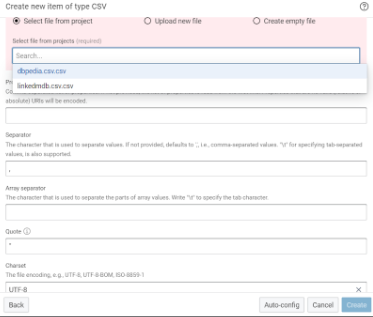 Create new item of type CSV
Select file from project
Upload new file
Create empty file
Select file from projects (required)
Search...
dbpedia.csv.csv
linkedmdb.csv.csv
absolute) URIs will be encoded.
Separator
The character that is used to separate values. If not provided, defaults to ',', i.e., comma-separated values. "\t" for specifying tab-separated
values, is also supported.
,
Array separator
The character that is used to separate the parts of array values. Write "\t" to specify the tab character.
Quote
"
Charset
The file encoding, e.g., UTF-8, UTF-8-BOM, ISO-8859-1
UTF-8
Back
Auto-config
Cancel
Create